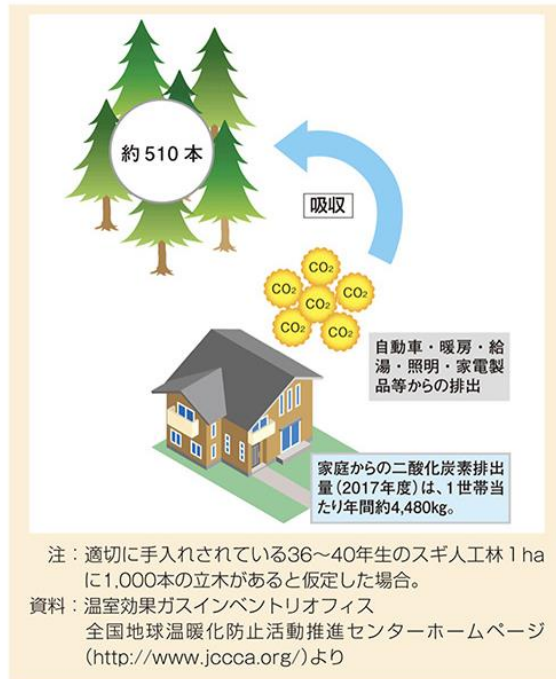 約510本
吸収
CO₂
CO₂
CO₂
CO₂
CO₂
CO₂
自動車・暖房・給
湯・照明・家電製
品等からの排出
家庭からの二酸化炭素排出
量（2017年度）は、1世帯当
たり年間約4,480kg。
注：適切に手入れされている36～40年生のスギ人工林1ha
に1,000本の立木があると仮定した場合。
資料：温室効果ガスインベントリオフィス
全国地球温暖化防止活動推進センターホームページ
（http://www.jccca.org/）より